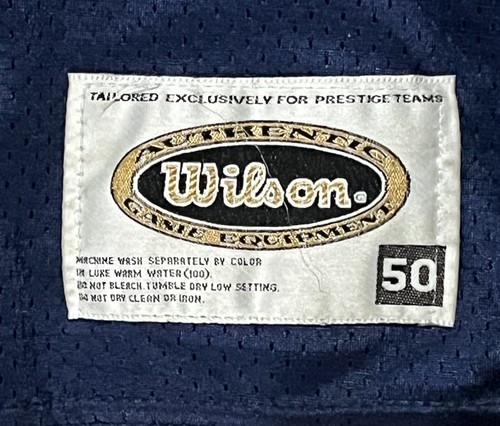 TAILORED EXCLUSIVELY FOR PRESTIGE TEAMS
AUTHENTIC
Wilson
GAME EQUIPMENT
MACHINE WASH SEPARATELY BY COLOR
IN LUKE WARM WATER (100).
DO NOT BLEACH. TUMBLE DRY LOW SETTING.
DO NOT DRY CLEAN OR IRON.
50